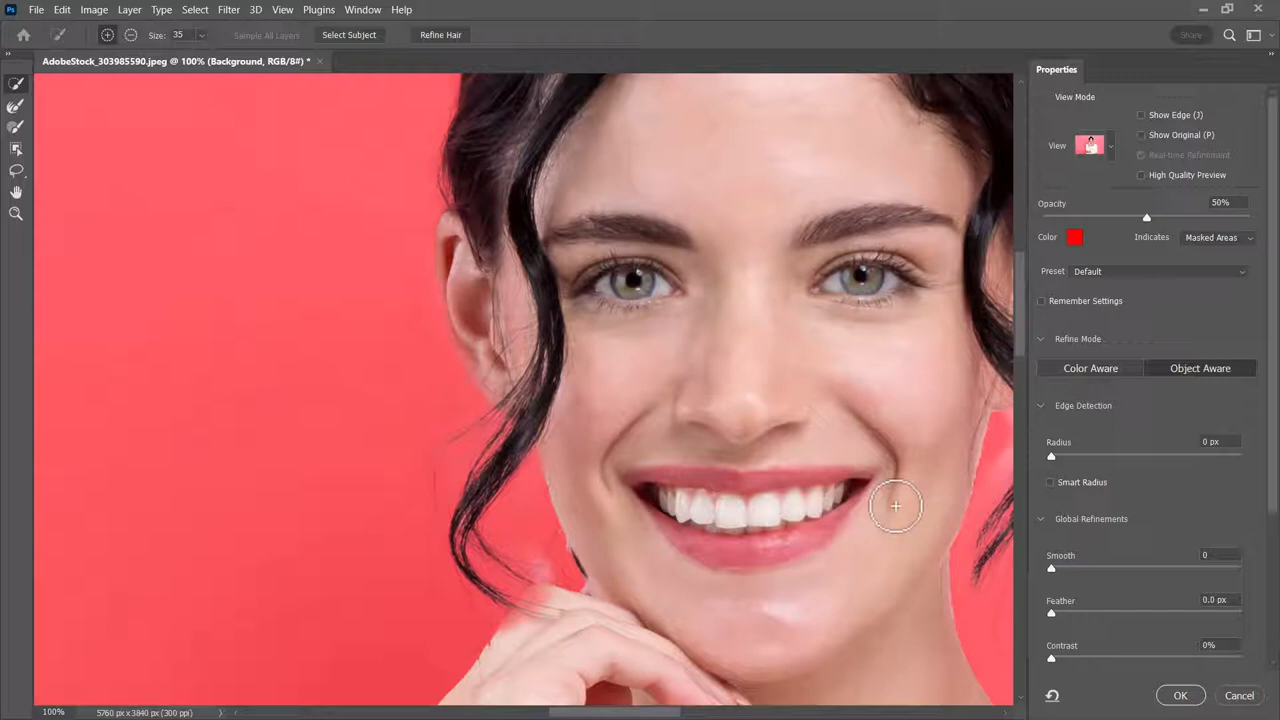 Ps File Edit Image Layer Type Select Filter 3D View Plugins Window Help
Size: 35 Sample All Layers Select Subject Refine Hair Share
AdobeStock_303985590.jpeg @ 100% (Background, RGB/8#) *
Properties
View Mode
Show Edge (J)
Show Original (P)
View
Real-time Refinement
High Quality Preview
Opacity 50%
Color Indicates Masked Areas
Preset Default
Remember Settings
Refine Mode
Color Aware Object Aware
Edge Detection
Radius 0 px
Smart Radius
Global Refinements
Smooth 0
Feather 0.0 px
Contrast 0%
OK Cancel
100% 5760 px x 3840 px (300 ppi)